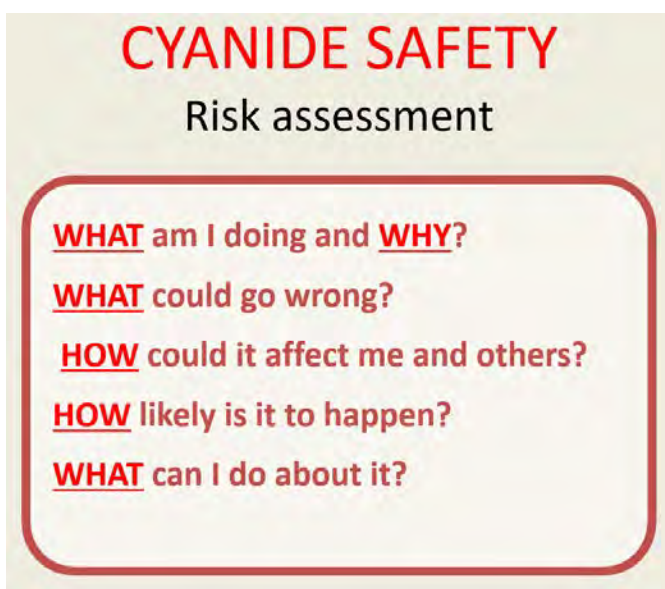 CYANIDE SAFETY
Risk assessment
WHAT am I doing and WHY?
WHAT could go wrong?
HOW could it affect me and others?
HOW likely is it to happen?
WHAT can I do about it?